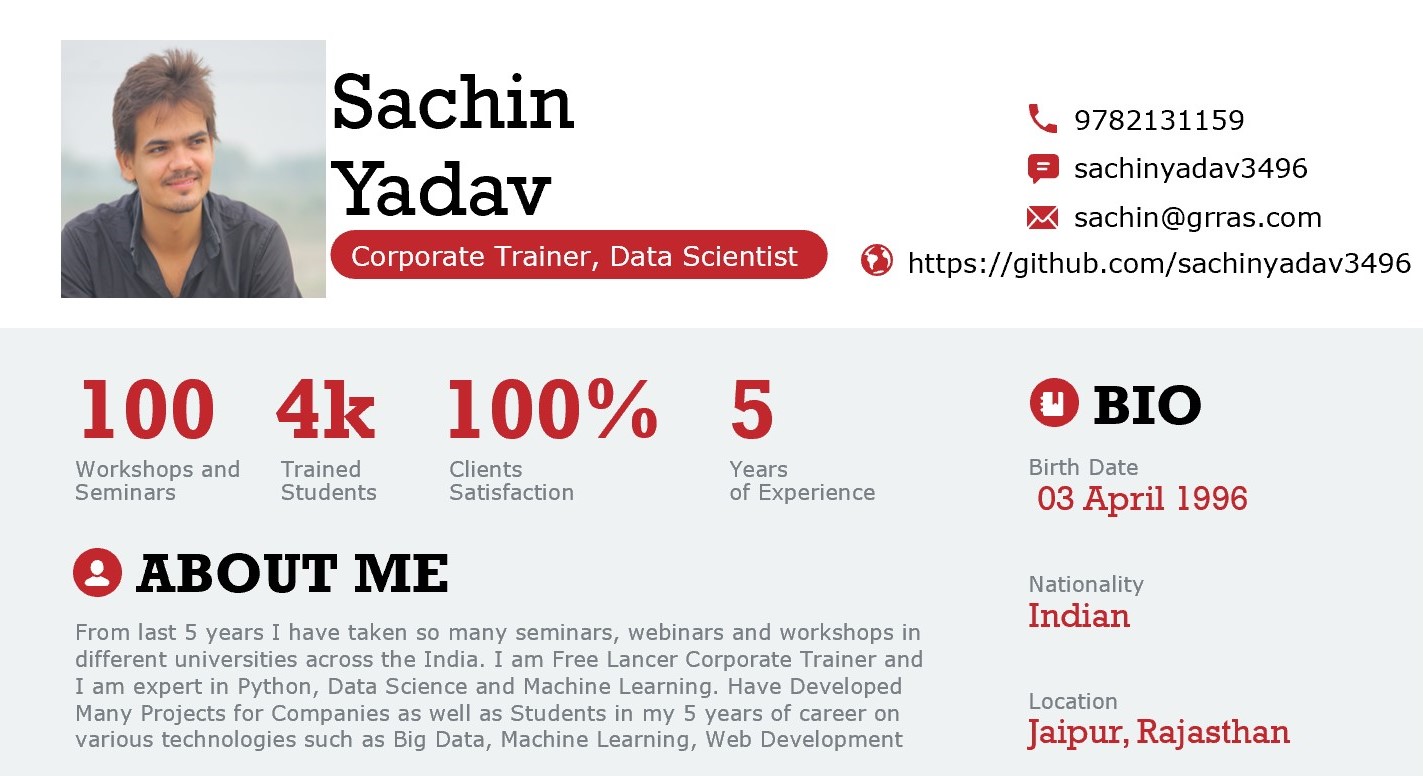 Sachin
Yadav
Corporate Trainer, Data Scientist
9782131159
sachinyadav3496
sachin@grras.com
https://github.com/sachinyadav3496
100
Workshops and
Seminars
4k
Trained
Students
100%
Clients
Satisfaction
5
Years
of Experience
ABOUT ME
From last 5 years I have taken so many seminars, webinars and workshops in
different universities across the India. I am Free Lancer Corporate Trainer and
I am expert in Python, Data Science and Machine Learning. Have Developed
Many Projects for Companies as well as Students in my 5 years of career on
various technologies such as Big Data, Machine Learning, Web Development
BIO
Birth Date
03 April 1996
Nationality
Indian
Location
Jaipur, Rajasthan